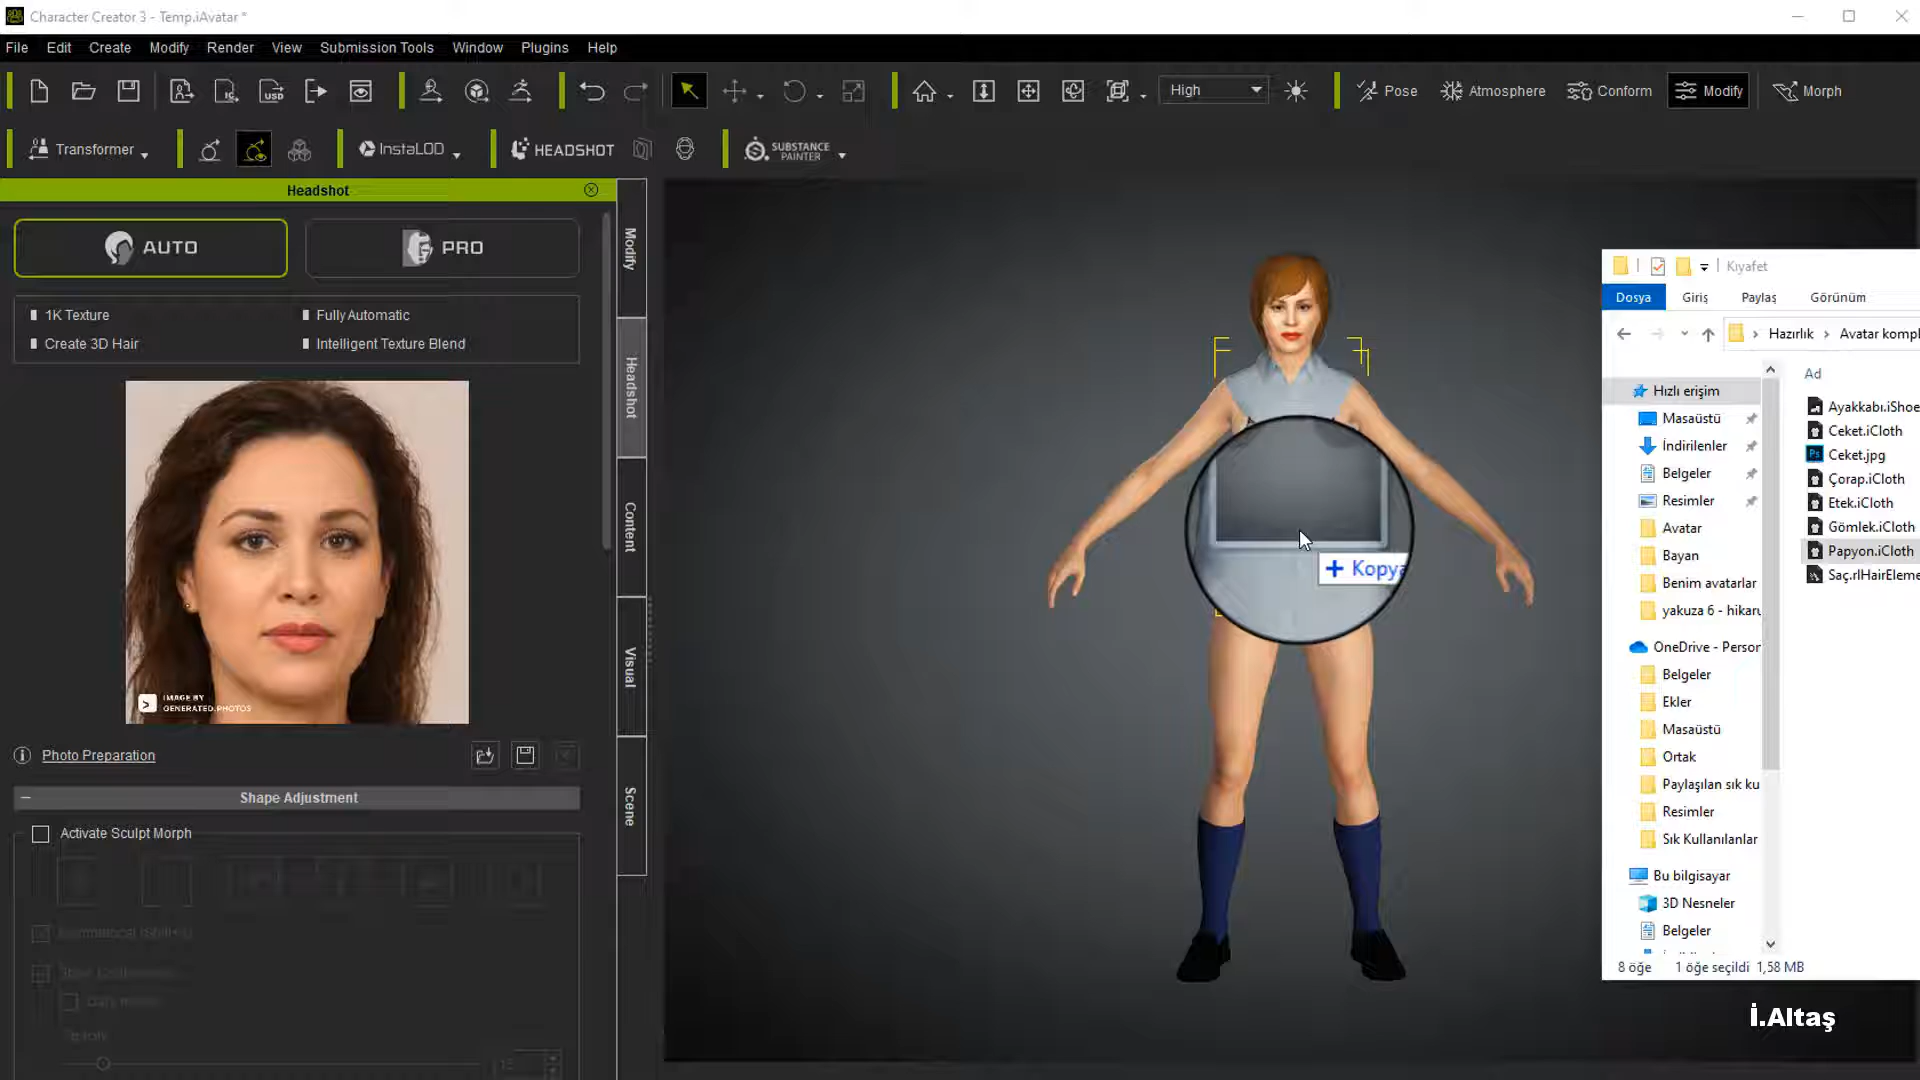 Character Creator 3 - Temp.iAvatar *
File Edit Create Modify Render View Submission Tools Window Plugins Help
USD High Pose Atmosphere Conform Modify Morph
Transformer InstaLOD HEADSHOT SUBSTANCE PAINTER
Headshot
AUTO PRO
1K Texture Fully Automatic
Create 3D Hair Intelligent Texture Blend
IMAGE BY
GENERATED.PHOTOS
Photo Preparation
Shape Adjustment
Activate Sculpt Morph
Modify
Headshot
Content
Visual
Scene
Kopya
Kıyafet
Dosya Giriş Paylaş Görünüm
Hazırlık Avatar kompl
Ad
Hızlı erişim
Masaüstü
İndirilenler
Belgeler
Resimler
Avatar
Bayan
Benim avatarlar
yakuza 6 - hikaru
OneDrive - Person
Belgeler
Ekler
Masaüstü
Ortak
Paylaşılan sık ku
Resimler
Sık Kullanılanlar
Bu bilgisayar
3D Nesneler
Belgeler
Ayakkabı.iShoe
Ceket.iCloth
Ceket.jpg
Çorap.iCloth
Etek.iCloth
Gömlek.iCloth
Papyon.iCloth
Saç.rlHairEleme
8 öğe 1 öğe seçildi 1,58 MB
İ.Altaş